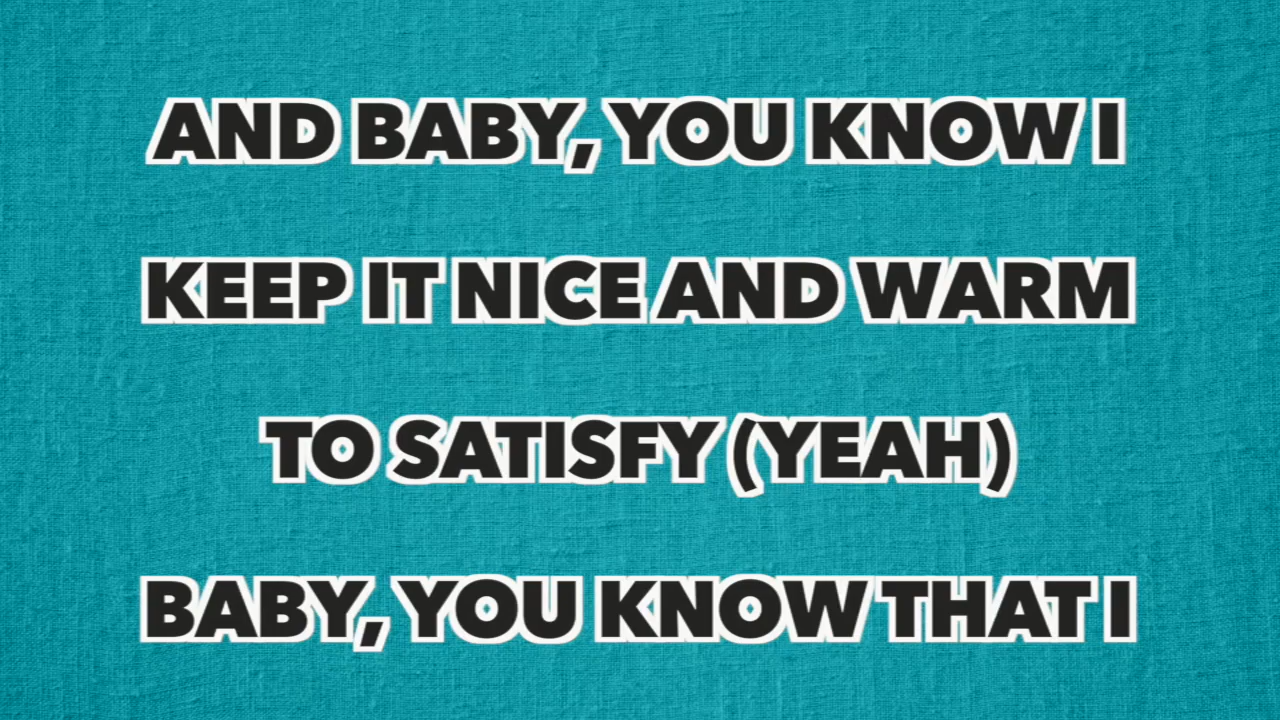 AND BABY, YOU KNOW I
KEEP IT NICE AND WARM
TO SATISFY (YEAH)
BABY, YOU KNOW THAT I